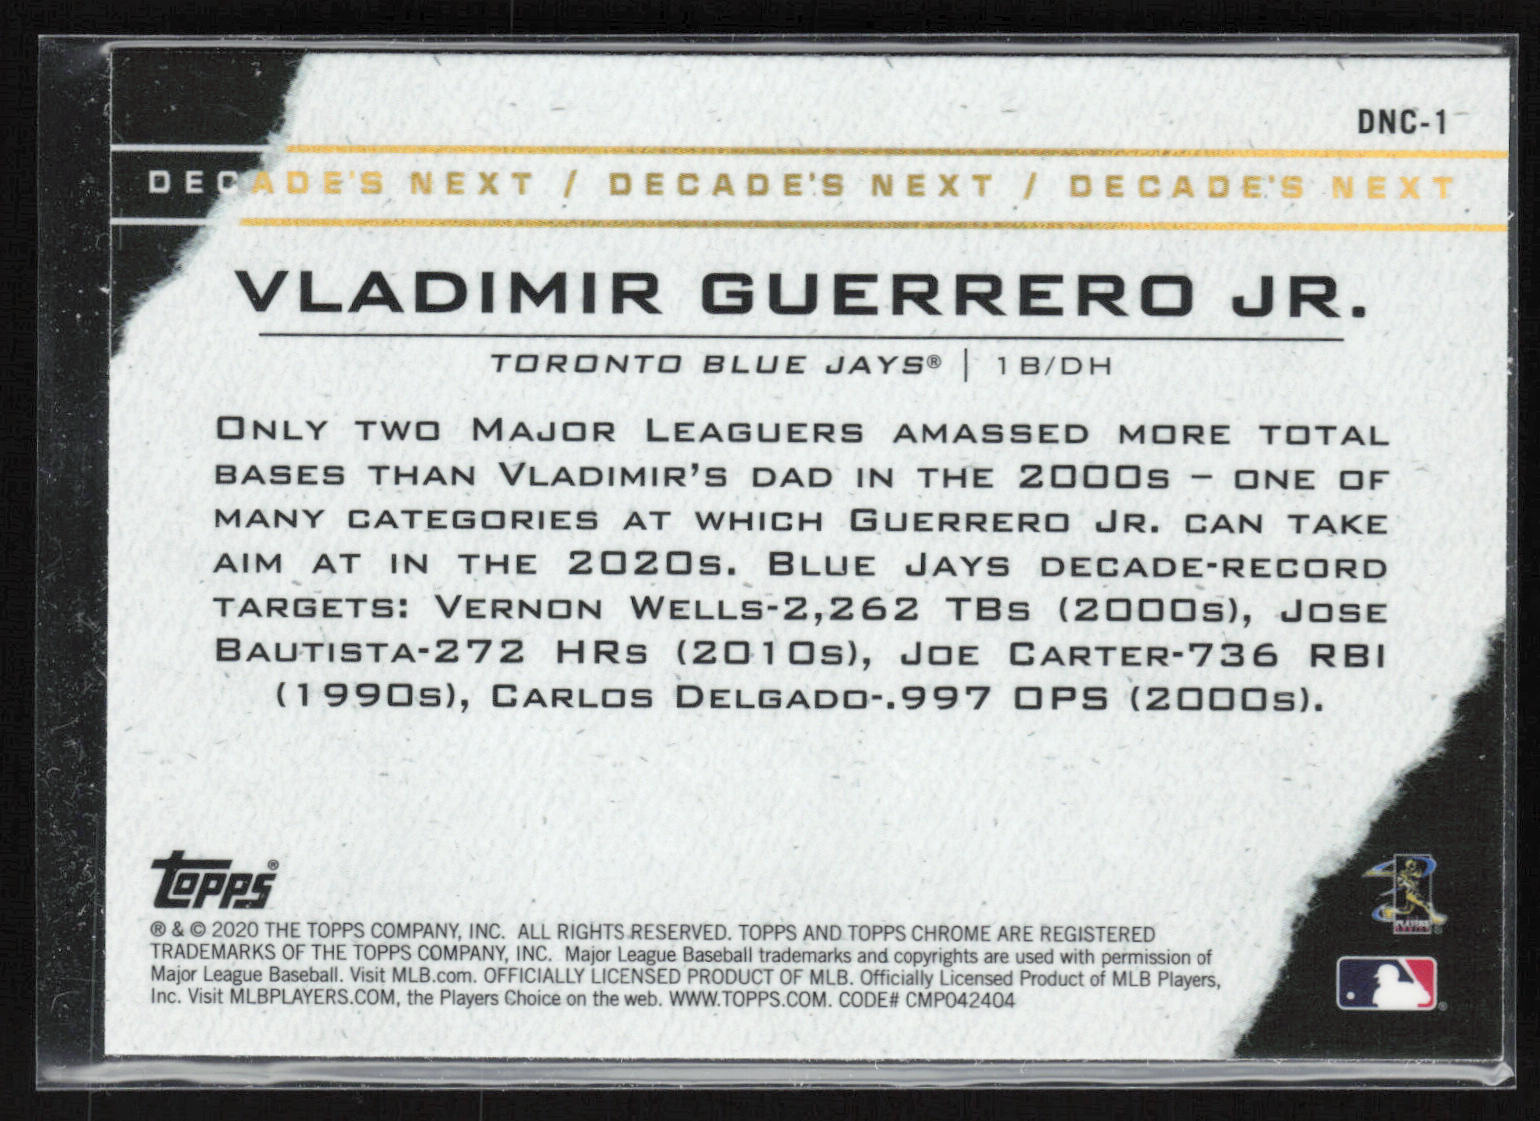 DNC-1
DECADE'S NEXT / DECADE'S NEXT / DECADE'S NEXT
VLADIMIR GUERRERO JR.
TORONTO BLUE JAYS® | 1B/DH
ONLY TWO MAJOR LEAGUERS AMASSED MORE TOTAL
BASES THAN VLADIMIR'S DAD IN THE 2000S – ONE OF
MANY CATEGORIES AT WHICH GUERRERO JR. CAN TAKE
AIM AT IN THE 2020S. BLUE JAYS DECADE-RECORD
TARGETS: VERNON WELLS-2,262 TBS (2000S), JOSE
BAUTISTA-272 HRS (2010S), JOE CARTER-736 RBI
(1990S), CARLOS DELGADO-.997 OPS (2000S).
TOPPS®
® & © 2020 THE TOPPS COMPANY, INC. ALL RIGHTS RESERVED. TOPPS AND TOPPS CHROME ARE REGISTERED
TRADEMARKS OF THE TOPPS COMPANY, INC. Major League Baseball trademarks and copyrights are used with permission of
Major League Baseball. Visit MLB.com. OFFICIALLY LICENSED PRODUCT OF MLB. Officially Licensed Product of MLB Players,
Inc. Visit MLBPLAYERS.COM, the Players Choice on the web. WWW.TOPPS.COM. CODE# CMP042404